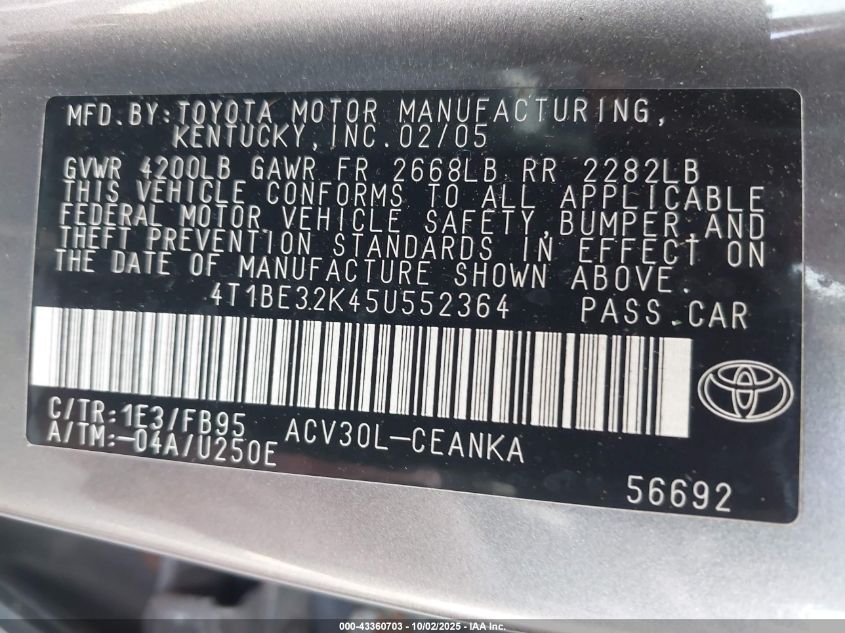 MFD.BY:TOYOTA MOTOR MANUFACTURING,
KENTUCKY,INC.02/05
GVWR 4200LB GAWR FR 2668LB RR 2282LB
THIS VEHICLE CONFORMS TO ALL APPLICABLE
FEDERAL MOTOR VEHICLE SAFETY,BUMPER,AND
THEFT PREVENTION STANDARDS IN EFFECT ON
THE DATE OF MANUFACTURE SHOWN ABOVE.
4T1BE32K45U552364 PASS.CAR
C/TR:1E3/FB95
A/TM:-04A/U250E
ACV30L-CEANKA
56692
000-43360703 - 10/02/2025 - IAA Inc.